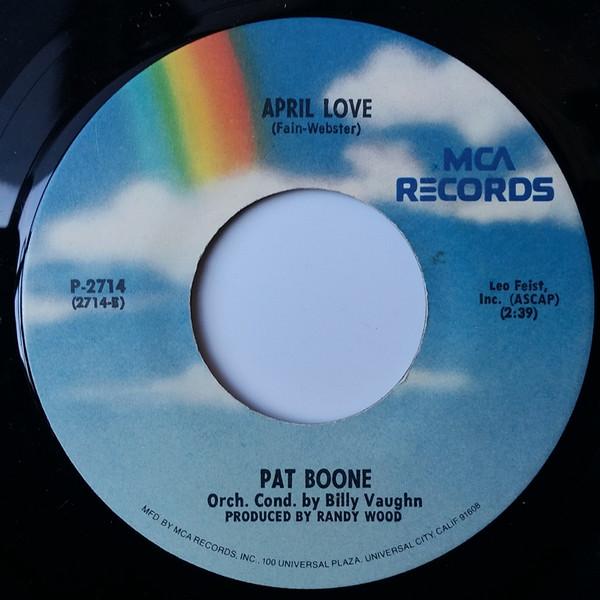 APRIL LOVE
(Fain-Webster)
MCA
RECORDS
P-2714
(2714-B)
Leo Feist,
Inc. (ASCAP)
(2:39)
PAT BOONE
Orch. Cond. by Billy Vaughn
PRODUCED BY RANDY WOOD
MFD BY MCA RECORDS, INC., 100 UNIVERSAL PLAZA, UNIVERSAL CITY, CALIF. 91608